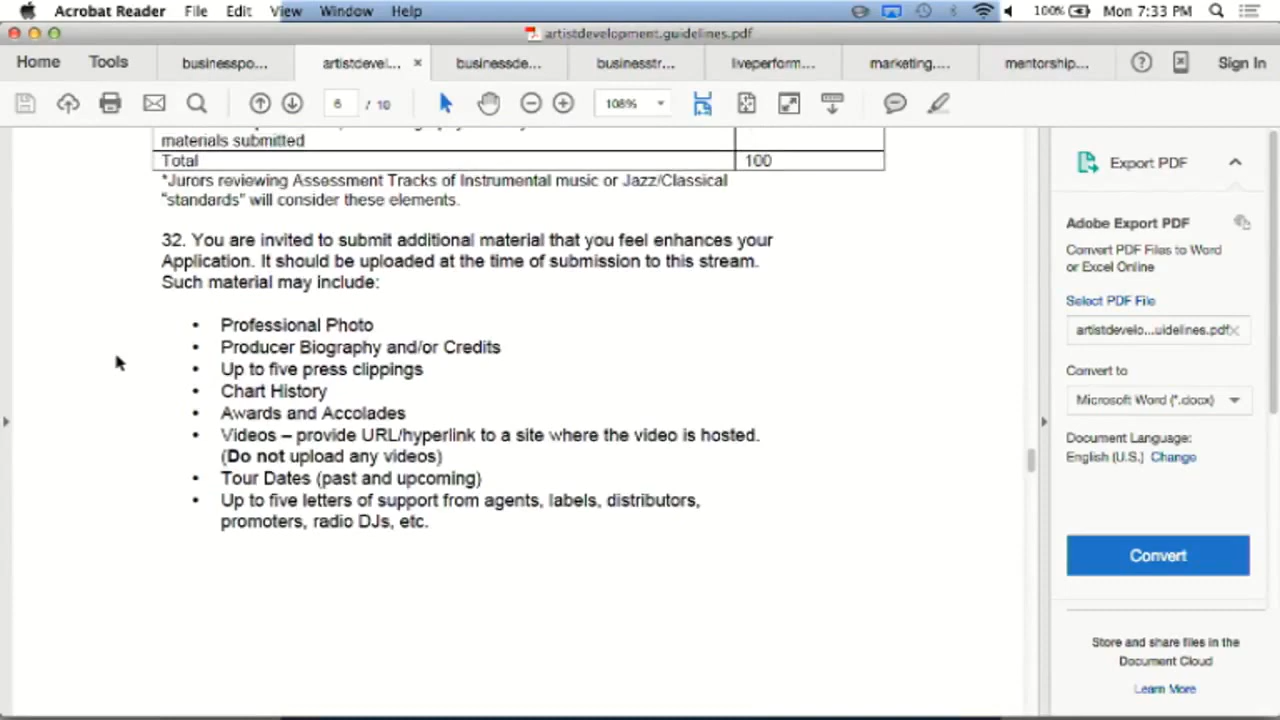 Acrobat Reader File Edit View Window Help 100% Mon 7:33 PM
artistdevelopment.guidelines.pdf
Home Tools businesspo... artistdevel... × businessde... businesstr... liveperform... marketing.... mentorship... Sign In
6 / 10 108%
materials submitted
Total 100
*Jurors reviewing Assessment Tracks of Instrumental music or Jazz/Classical
"standards" will consider these elements.
32. You are invited to submit additional material that you feel enhances your
Application. It should be uploaded at the time of submission to this stream.
Such material may include:
• Professional Photo
• Producer Biography and/or Credits
• Up to five press clippings
• Chart History
• Awards and Accolades
• Videos – provide URL/hyperlink to a site where the video is hosted.
(Do not upload any videos)
• Tour Dates (past and upcoming)
• Up to five letters of support from agents, labels, distributors,
promoters, radio DJs, etc.
Export PDF
Adobe Export PDF
Convert PDF Files to Word
or Excel Online
Select PDF File
artistdevelo...uidelines.pdf ×
Convert to
Microsoft Word (*.docx)
Document Language:
English (U.S.) Change
Convert
Store and share files in the
Document Cloud
Learn More